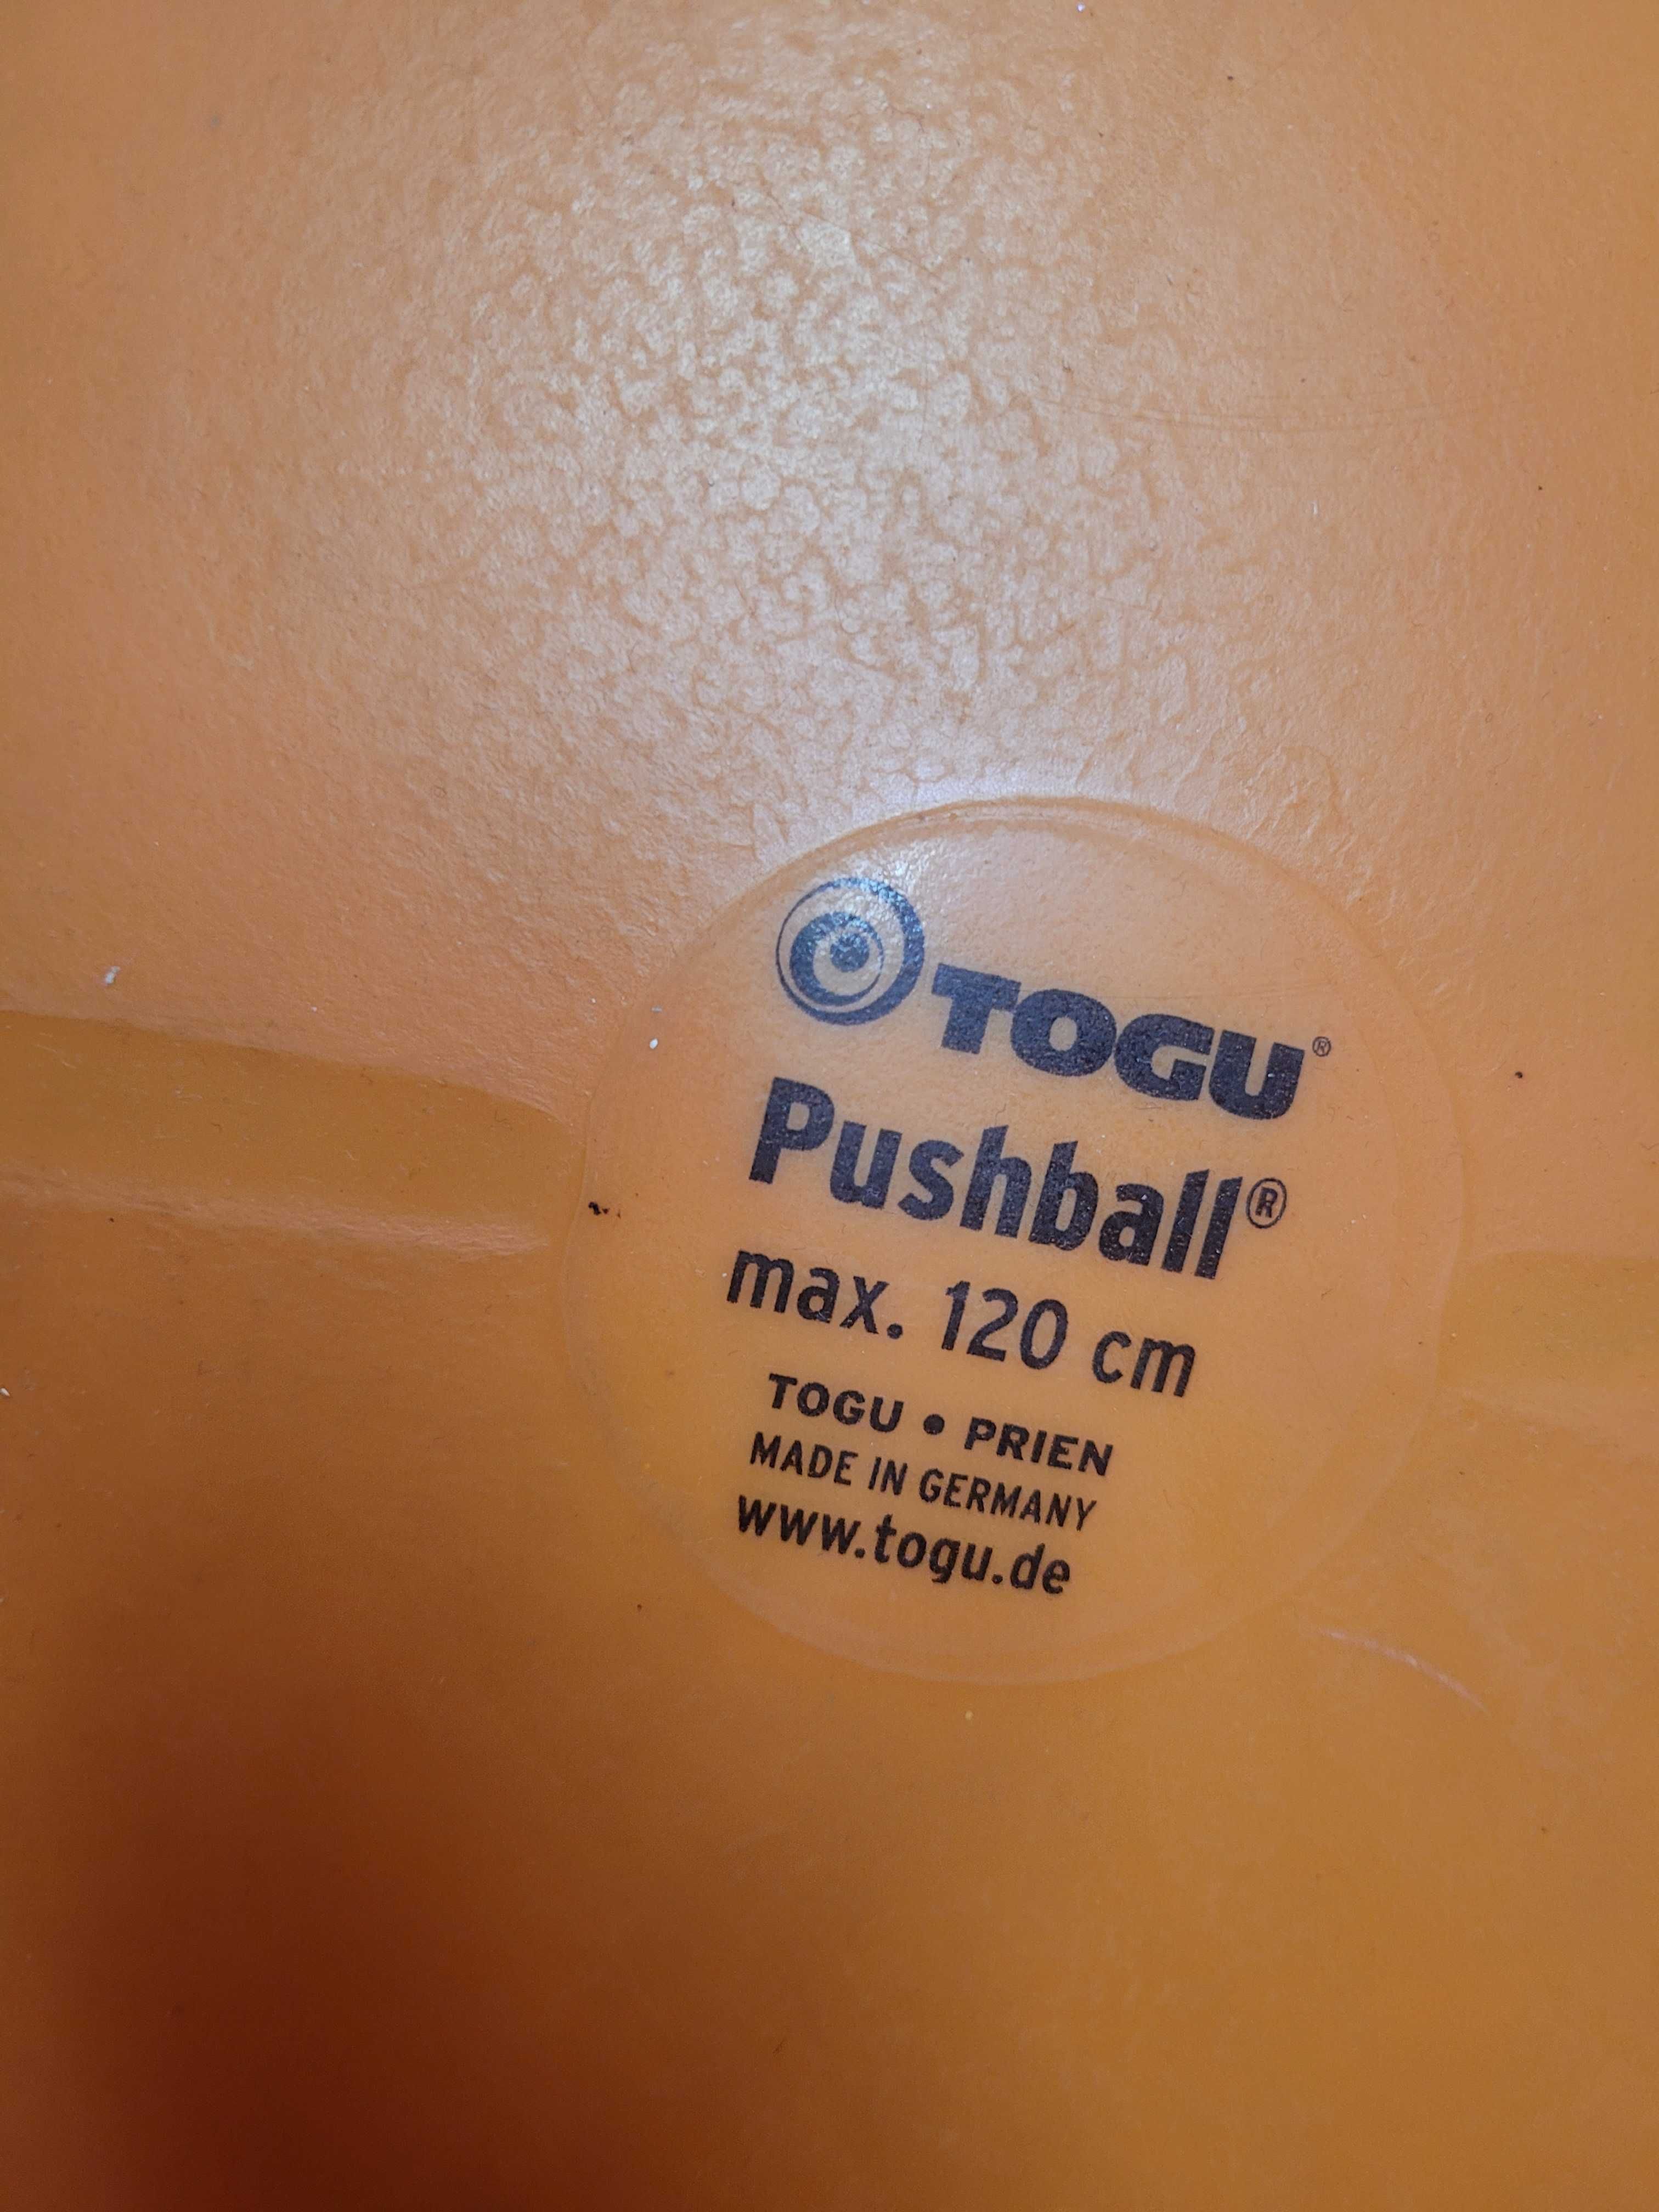 TOGU®
Pushball®
max. 120 cm
TOGU • PRIEN
MADE IN GERMANY
www.togu.de